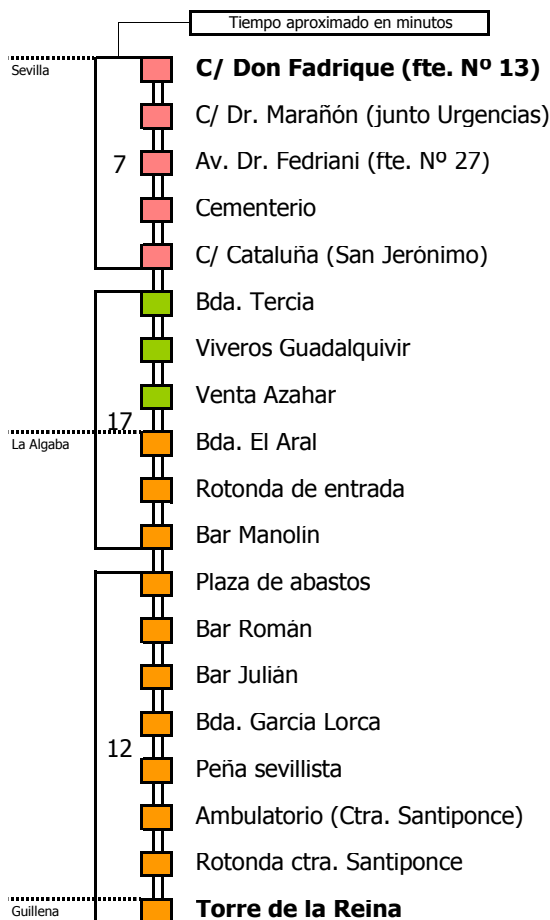 Tiempo aproximado en minutos
Sevilla
C/ Don Fadrique (fte. Nº 13)
C/ Dr. Marañón (junto Urgencias)
7
Av. Dr. Fedriani (fte. Nº 27)
Cementerio
C/ Cataluña (San Jerónimo)
Bda. Tercia
Viveros Guadalquivir
Venta Azahar
17
La Algaba
Bda. El Aral
Rotonda de entrada
Bar Manolín
Plaza de abastos
Bar Román
Bar Julián
Bda. García Lorca
12
Peña sevillista
Ambulatorio (Ctra. Santiponce)
Rotonda ctra. Santiponce
Guillena
Torre de la Reina